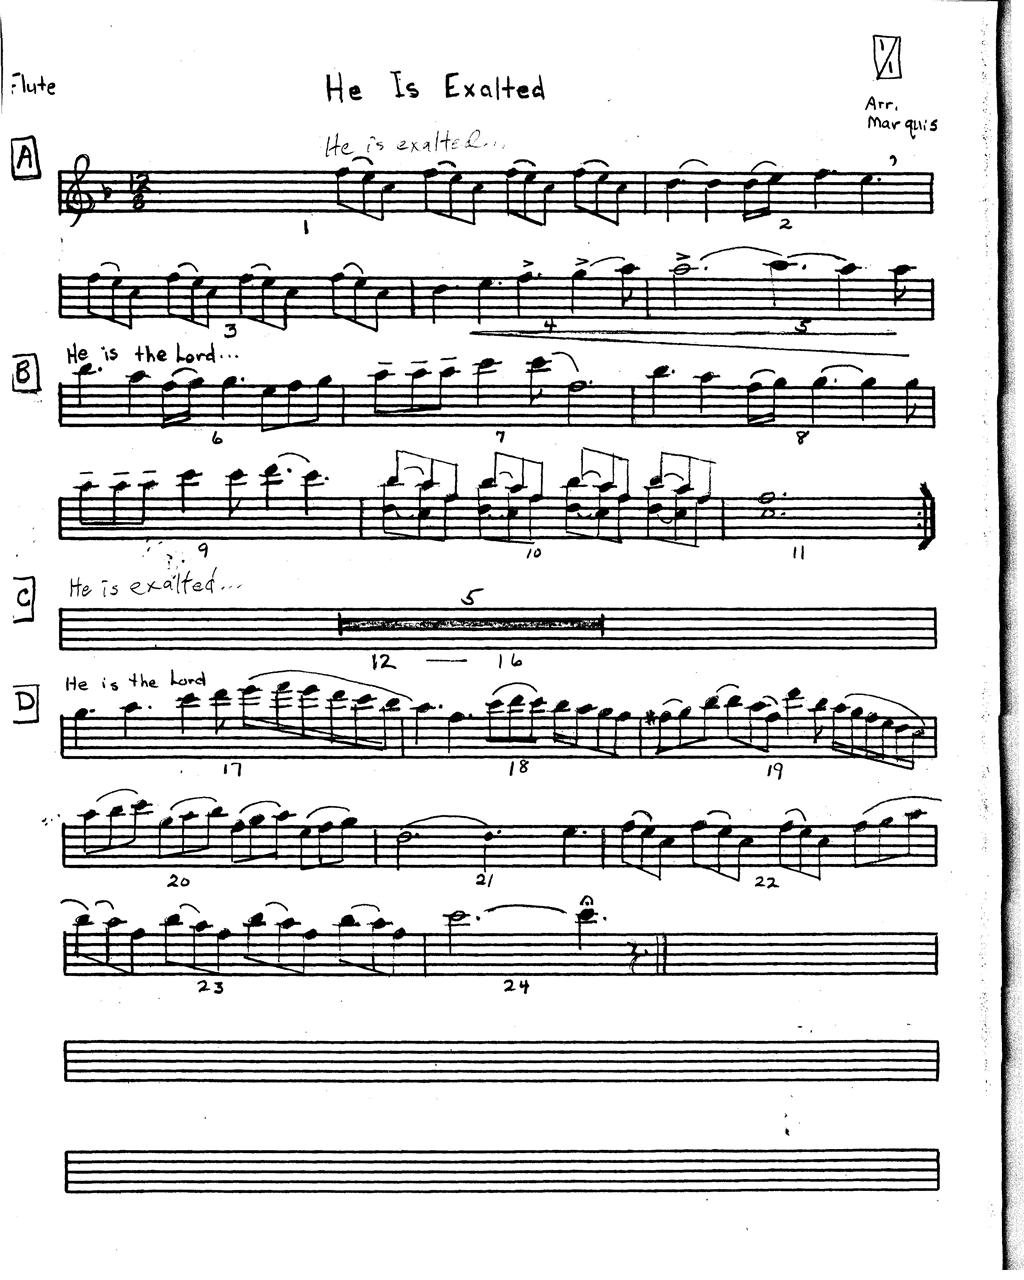 Flute
He Is Exalted
1/1
Arr.
Marquis
A
He is exalted...
12
8
1 2
3 4 5
B
He is the Lord...
6 7 8
9 10 11
C
He is exalted...
5
12 — 16
D
He is the Lord
17 18 19
20 21 22
23 24